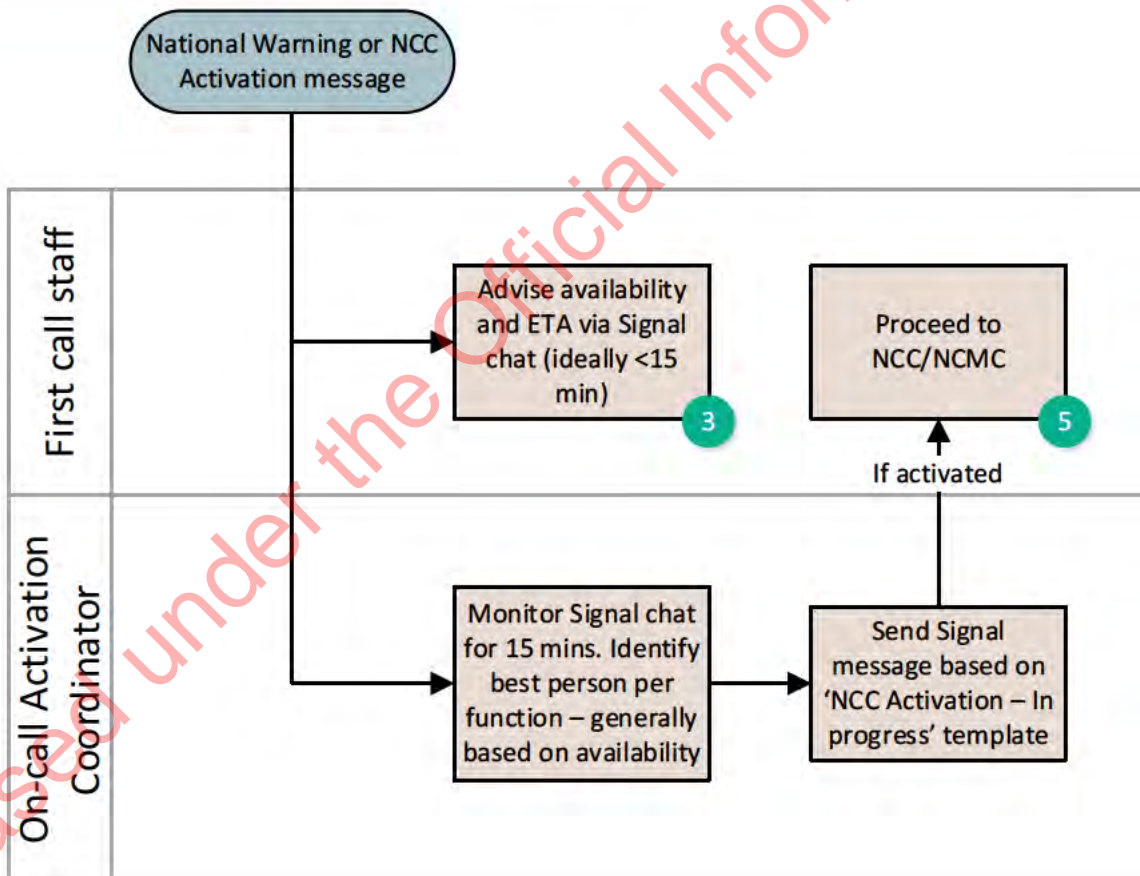 National Warning or NCC
Activation message
First call staff
Advise availability
and ETA via Signal
chat (ideally <15
min)
3
Proceed to
NCC/NCMC
5
If activated
On-call Activation
Coordinator
Monitor Signal chat
for 15 mins. Identify
best person per
function – generally
based on availability
Send Signal
message based on
‘NCC Activation – In
progress’ template
under the Official